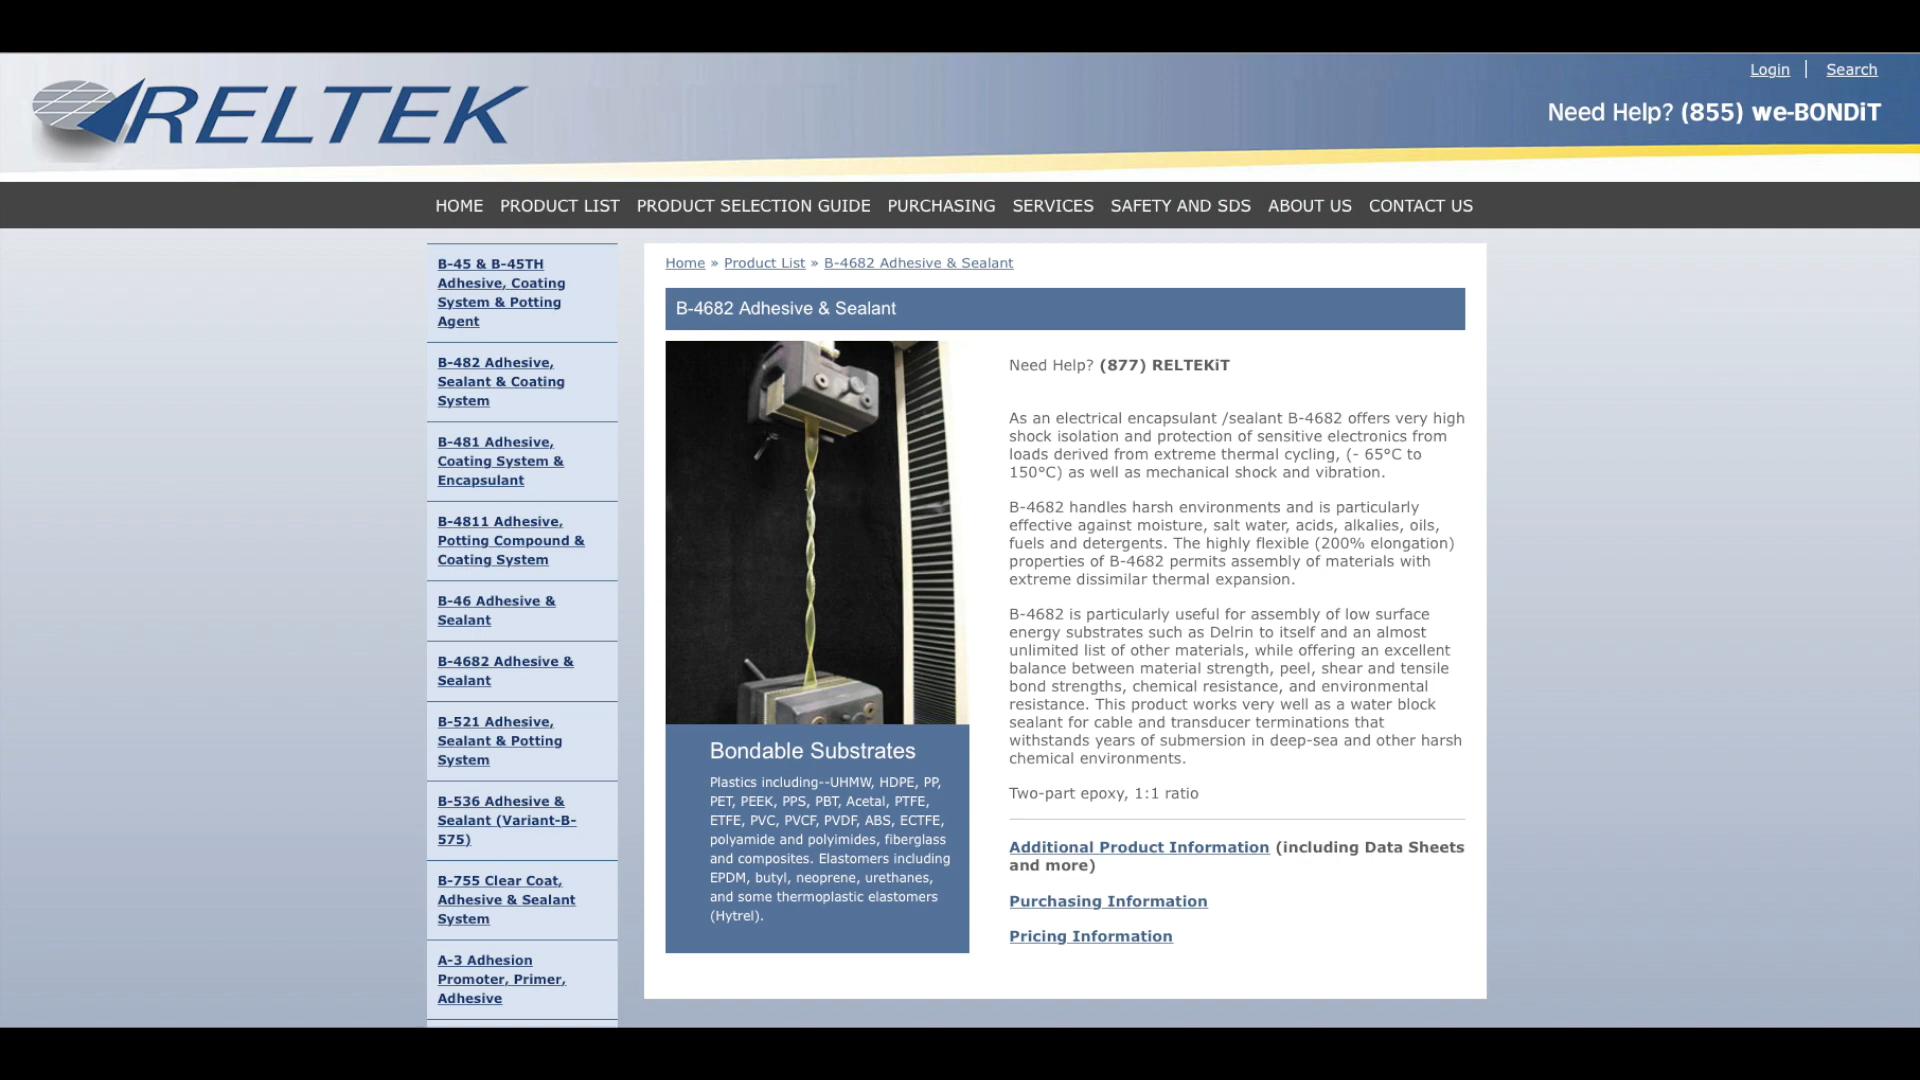 RELTEK
Login | Search
Need Help? (855) we-BONDiT
HOME PRODUCT LIST PRODUCT SELECTION GUIDE PURCHASING SERVICES SAFETY AND SDS ABOUT US CONTACT US
B-45 & B-45TH
Adhesive, Coating
System & Potting
Agent
B-482 Adhesive,
Sealant & Coating
System
B-481 Adhesive,
Coating System &
Encapsulant
B-4811 Adhesive,
Potting Compound &
Coating System
B-46 Adhesive &
Sealant
B-4682 Adhesive &
Sealant
B-521 Adhesive,
Sealant & Potting
System
B-536 Adhesive &
Sealant (Variant-B-
575)
B-755 Clear Coat,
Adhesive & Sealant
System
A-3 Adhesion
Promoter, Primer,
Adhesive
Home » Product List » B-4682 Adhesive & Sealant
B-4682 Adhesive & Sealant
Bondable Substrates
Plastics including--UHMW, HDPE, PP,
PET, PEEK, PPS, PBT, Acetal, PTFE,
ETFE, PVC, PVCF, PVDF, ABS, ECTFE,
polyamide and polyimides, fiberglass
and composites. Elastomers including
EPDM, butyl, neoprene, urethanes,
and some thermoplastic elastomers
(Hytrel).
Need Help? (877) RELTEKiT
As an electrical encapsulant /sealant B-4682 offers very high
shock isolation and protection of sensitive electronics from
loads derived from extreme thermal cycling, (- 65°C to
150°C) as well as mechanical shock and vibration.
B-4682 handles harsh environments and is particularly
effective against moisture, salt water, acids, alkalies, oils,
fuels and detergents. The highly flexible (200% elongation)
properties of B-4682 permits assembly of materials with
extreme dissimilar thermal expansion.
B-4682 is particularly useful for assembly of low surface
energy substrates such as Delrin to itself and an almost
unlimited list of other materials, while offering an excellent
balance between material strength, peel, shear and tensile
bond strengths, chemical resistance, and environmental
resistance. This product works very well as a water block
sealant for cable and transducer terminations that
withstands years of submersion in deep-sea and other harsh
chemical environments.
Two-part epoxy, 1:1 ratio
Additional Product Information (including Data Sheets
and more)
Purchasing Information
Pricing Information